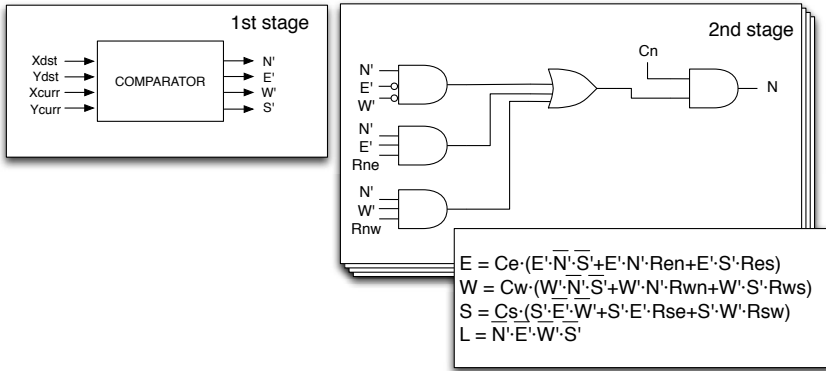 1st stage
Xdst
Ydst
Xcurr
Ycurr
COMPARATOR
N'
E'
W'
S'
2nd stage
N'
E'
W'
N'
E'
Rne
N'
W'
Rnw
Cn
N
E = Ce·(E'·N̅'·S̅'+E'·N'·Ren+E'·S'·Res)
W = Cw·(W'·N̅'·S̅'+W'·N'·Rwn+W'·S'·Rws)
S = Cs·(S'·E̅'·W̅'+S'·E'·Rse+S'·W'·Rsw)
L = N̅'·E̅'·W̅'·S̅'